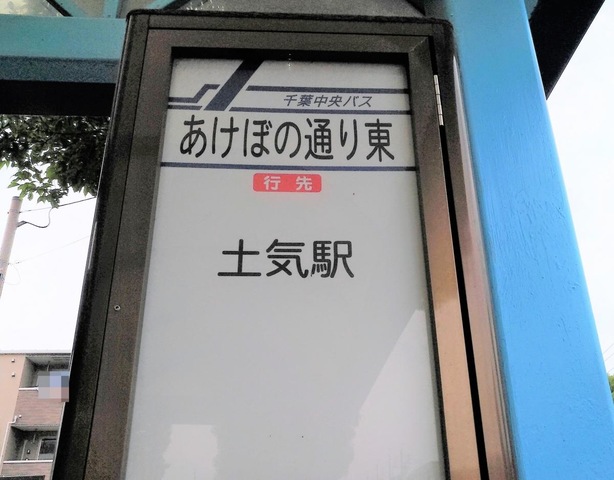 千葉中央バス
あけぼの通り東
行先
土気駅